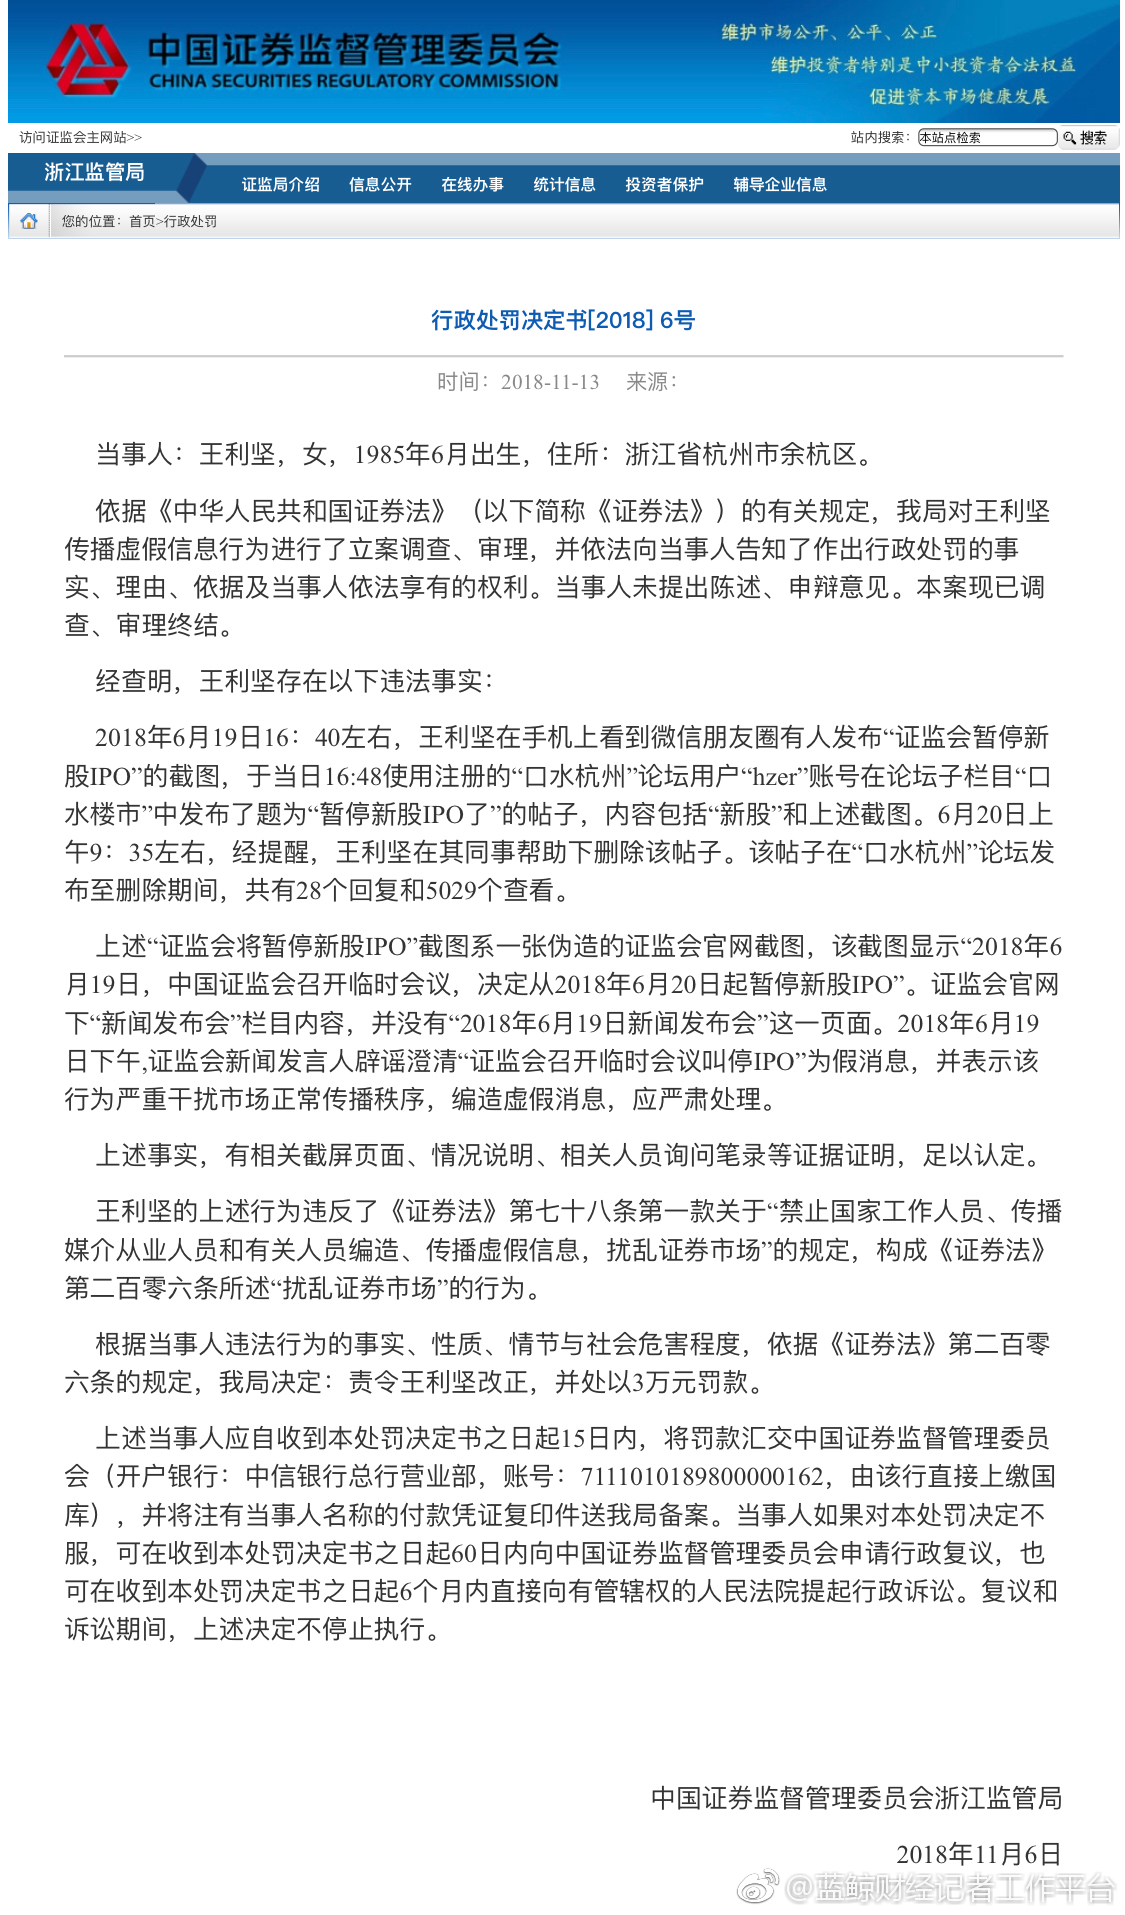 中国证券监督管理委员会
CHINA SECURITIES REGULATORY COMMISSION
维护市场公开、公平、公正
维护投资者特别是中小投资者合法权益
促进资本市场健康发展
访问证监会主网站>>
站内搜索： 本站点检索 搜索
浙江监管局
证监局介绍 信息公开 在线办事 统计信息 投资者保护 辅导企业信息
您的位置：首页>行政处罚
行政处罚决定书[2018] 6号
时间：2018-11-13 来源：
当事人：王利坚，女，1985年6月出生，住所：浙江省杭州市余杭区。
依据《中华人民共和国证券法》（以下简称《证券法》）的有关规定，我局对王利坚
传播虚假信息行为进行了立案调查、审理，并依法向当事人告知了作出行政处罚的事
实、理由、依据及当事人依法享有的权利。当事人未提出陈述、申辩意见。本案现已调
查、审理终结。
经查明，王利坚存在以下违法事实：
2018年6月19日16：40左右，王利坚在手机上看到微信朋友圈有人发布“证监会暂停新
股IPO”的截图，于当日16:48使用注册的“口水杭州”论坛用户“hzer”账号在论坛子栏目“口
水楼市”中发布了题为“暂停新股IPO了”的帖子，内容包括“新股”和上述截图。6月20日上
午9：35左右，经提醒，王利坚在其同事帮助下删除该帖子。该帖子在“口水杭州”论坛发
布至删除期间，共有28个回复和5029个查看。
上述“证监会将暂停新股IPO”截图系一张伪造的证监会官网截图，该截图显示“2018年6
月19日，中国证监会召开临时会议，决定从2018年6月20日起暂停新股IPO”。证监会官网
下“新闻发布会”栏目内容，并没有“2018年6月19日新闻发布会”这一页面。2018年6月19
日下午,证监会新闻发言人辟谣澄清“证监会召开临时会议叫停IPO”为假消息，并表示该
行为严重干扰市场正常传播秩序，编造虚假消息，应严肃处理。
上述事实，有相关截屏页面、情况说明、相关人员询问笔录等证据证明，足以认定。
王利坚的上述行为违反了《证券法》第七十八条第一款关于“禁止国家工作人员、传播
媒介从业人员和有关人员编造、传播虚假信息，扰乱证券市场”的规定，构成《证券法》
第二百零六条所述“扰乱证券市场”的行为。
根据当事人违法行为的事实、性质、情节与社会危害程度，依据《证券法》第二百零
六条的规定，我局决定：责令王利坚改正，并处以3万元罚款。
上述当事人应自收到本处罚决定书之日起15日内，将罚款汇交中国证券监督管理委员
会（开户银行：中信银行总行营业部，账号：7111010189800000162，由该行直接上缴国
库），并将注有当事人名称的付款凭证复印件送我局备案。当事人如果对本处罚决定不
服，可在收到本处罚决定书之日起60日内向中国证券监督管理委员会申请行政复议，也
可在收到本处罚决定书之日起6个月内直接向有管辖权的人民法院提起行政诉讼。复议和
诉讼期间，上述决定不停止执行。
中国证券监督管理委员会浙江监管局
2018年11月6日
@蓝鲸财经记者工作平台